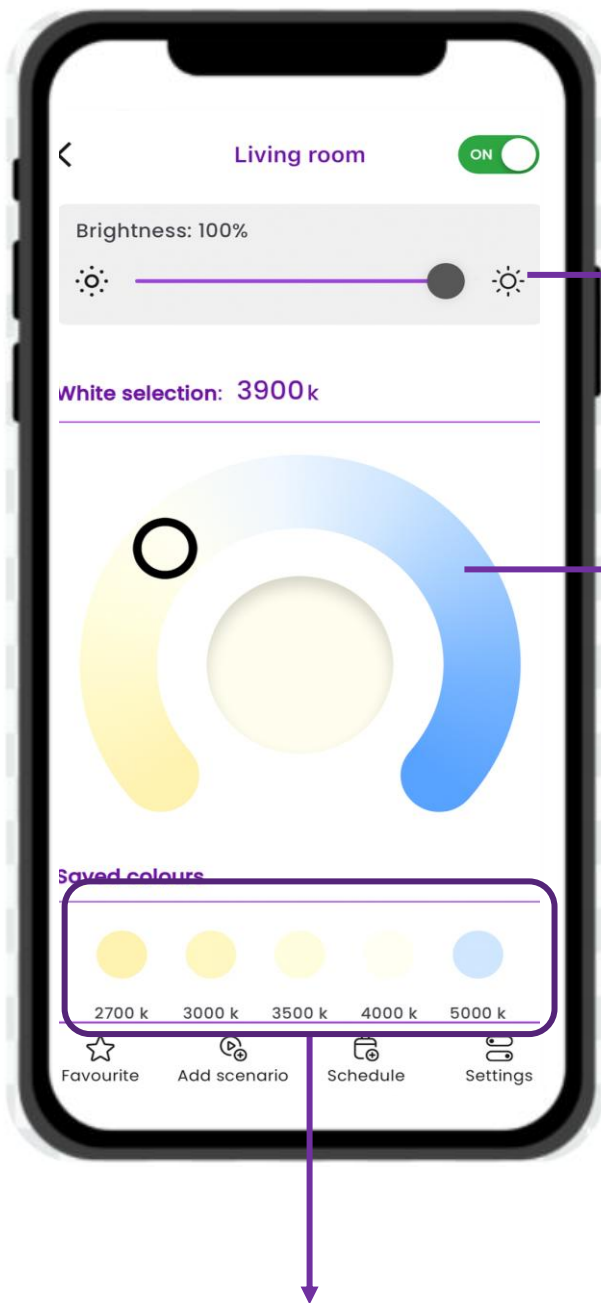 Living room ON
Brightness: 100%
White selection: 3900 k
Saved colours
2700 k 3000 k 3500 k 4000 k 5000 k
Favourite Add scenario Schedule Settings